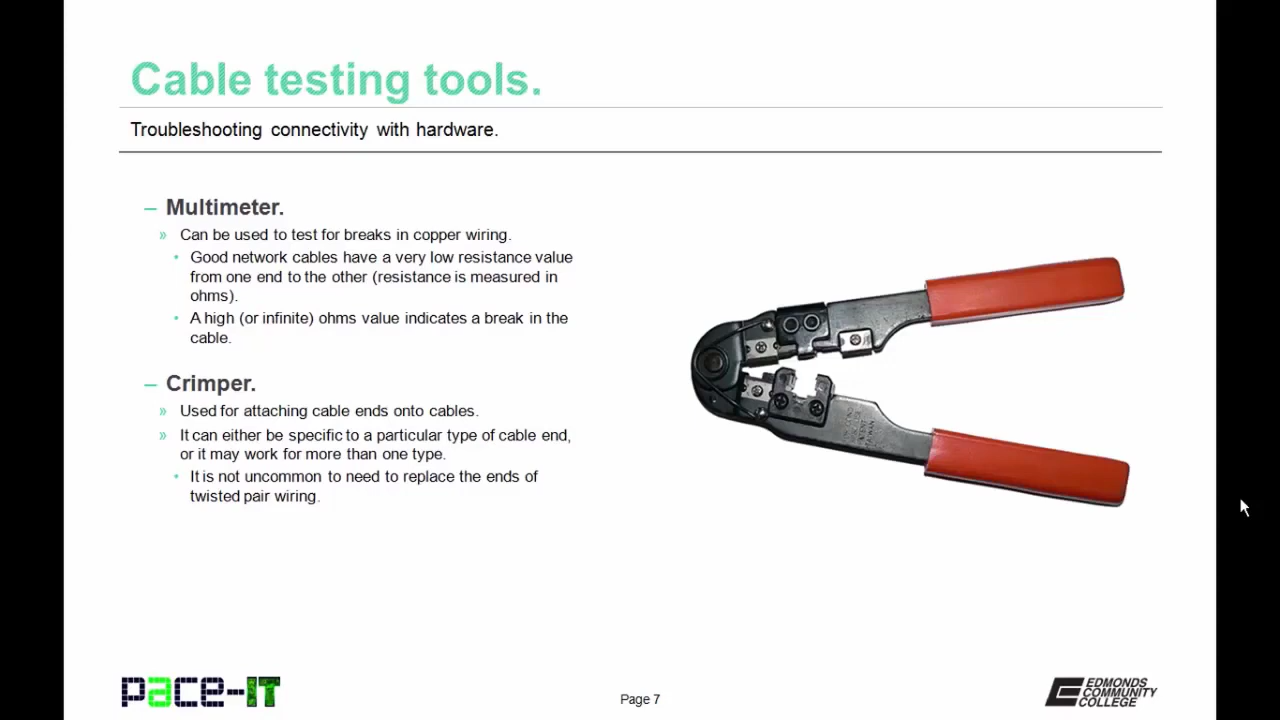 Cable testing tools.
Troubleshooting connectivity with hardware.
– Multimeter.
» Can be used to test for breaks in copper wiring.
• Good network cables have a very low resistance value
from one end to the other (resistance is measured in
ohms).
• A high (or infinite) ohms value indicates a break in the
cable.
– Crimper.
» Used for attaching cable ends onto cables.
» It can either be specific to a particular type of cable end,
or it may work for more than one type.
• It is not uncommon to need to replace the ends of
twisted pair wiring.
pace-IT
Page 7
EDMONDS
COMMUNITY
COLLEGE